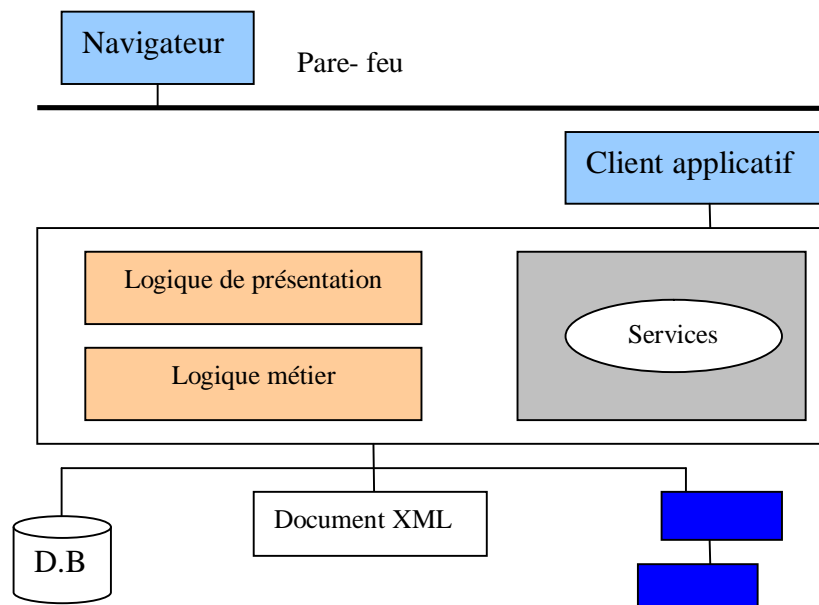 Navigateur
Pare- feu
Client applicatif
Logique de présentation
Services
Logique métier
Document XML
D.B